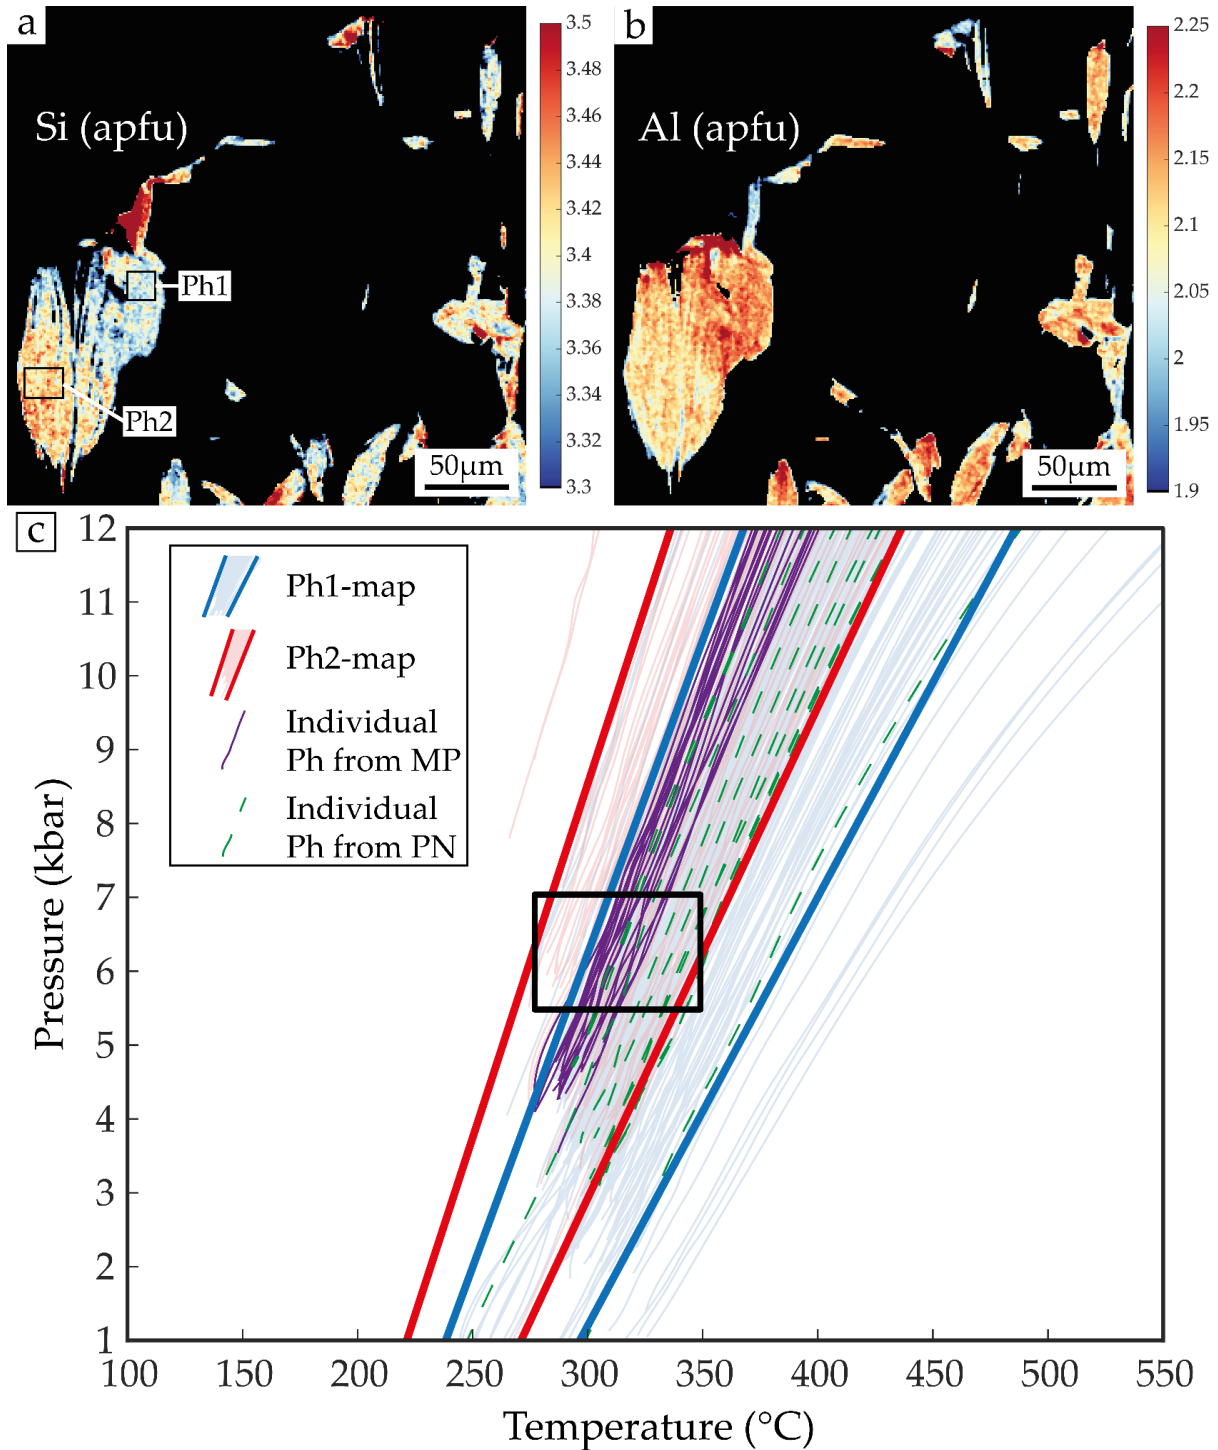 a
Si (apfu)
Ph1
Ph2
50µm
3.5
3.48
3.46
3.44
3.42
3.4
3.38
3.36
3.34
3.32
3.3
b
Al (apfu)
50µm
2.25
2.2
2.15
2.1
2.05
2
1.95
1.9
c
Ph1-map
Ph2-map
Individual
Ph from MP
Individual
Ph from PN
Pressure (kbar)
12
11
10
9
8
7
6
5
4
3
2
1
100 150 200 250 300 350 400 450 500 550
Temperature (°C)